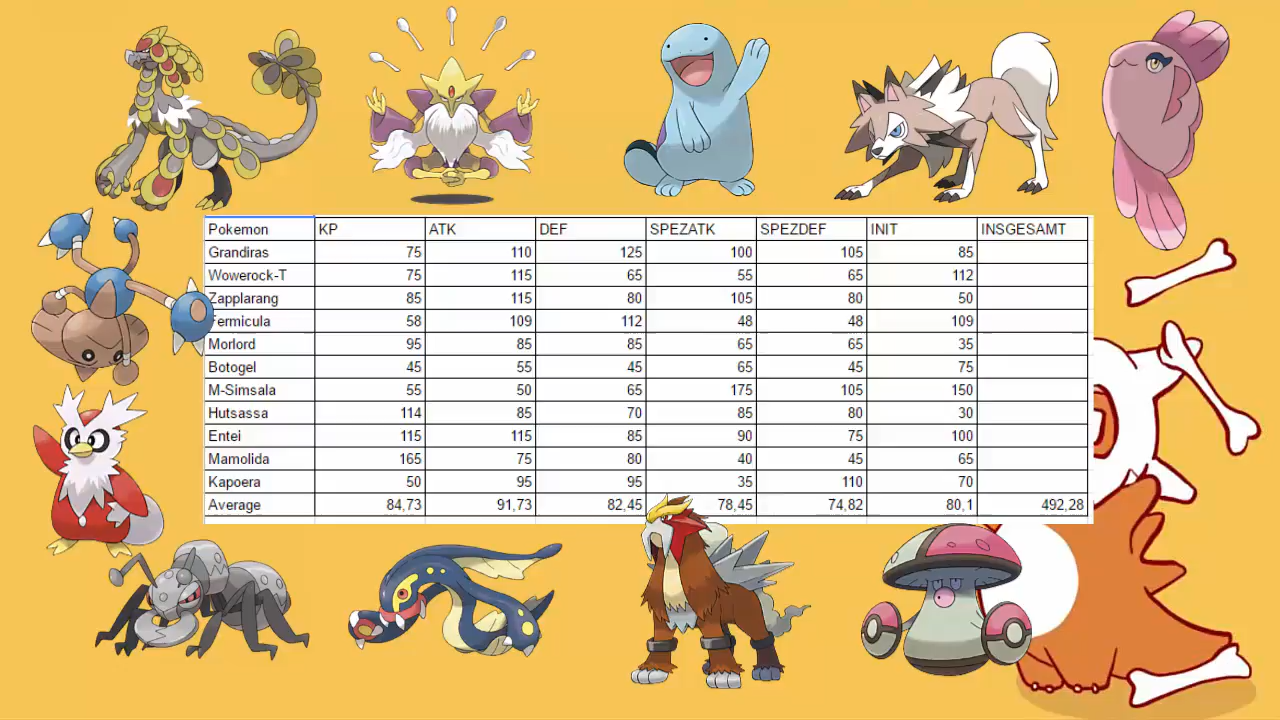 Pokemon KP ATK DEF SPEZATK SPEZDEF INIT INSGESAMT
Grandiras 75 110 125 100 105 85
Wowerock-T 75 115 65 55 65 112
Zapplarang 85 115 80 105 80 50
Fermicula 58 109 112 48 48 109
Morlord 95 85 85 65 65 35
Botogel 45 55 45 65 45 75
M-Simsala 55 50 65 175 105 150
Hutsassa 114 85 70 85 80 30
Entei 115 115 85 90 75 100
Mamolida 165 75 80 40 45 65
Kapoera 50 95 95 35 110 70
Average 84,73 91,73 82,45 78,45 74,82 80,1 492,28